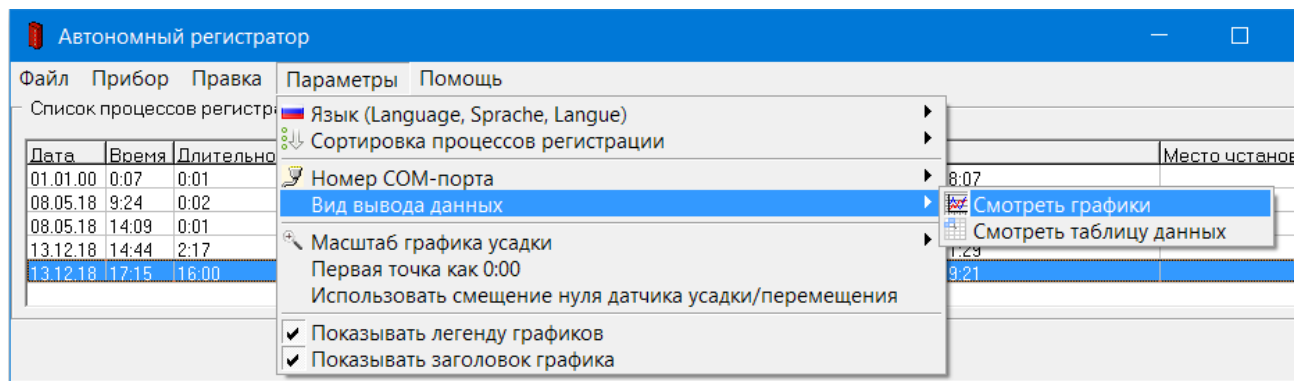 Автономный регистратор
Файл Прибор Правка Параметры Помощь
Список процессов регистр
Язык (Language, Sprache, Langue)
Сортировка процессов регистрации
Дата Время Длительно Место установ
01.01.00 0:07 0:01 Номер COM-порта 8:07
08.05.18 9:24 0:02 Вид вывода данных Смотреть графики
08.05.18 14:09 0:01 Смотреть таблицу данных
13.12.18 14:44 2:17 Масштаб графика усадки 1:29
13.12.18 17:15 16:00 Первая точка как 0:00 9:21
Использовать смещение нуля датчика усадки/перемещения
Показывать легенду графиков
Показывать заголовок графика